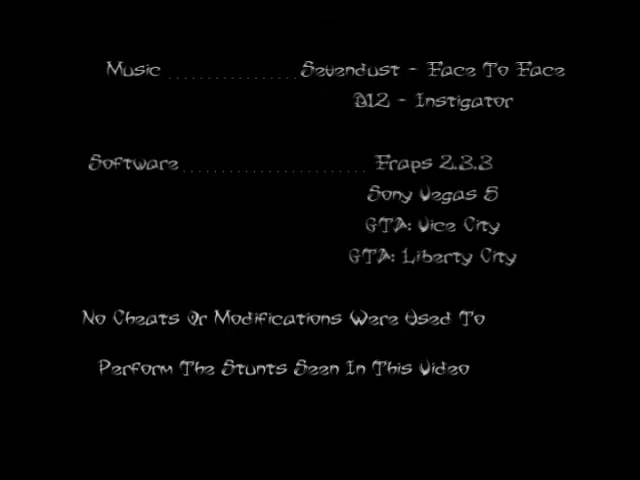 Music ................. Sevendust - Face To Face
D12 - Instigator
Software ........................ Fraps 2.3.3
Sony Vegas 5
GTA: Vice City
GTA: Liberty City
No Cheats Or Modifications Were Used To
Perform The Stunts Seen In This Video